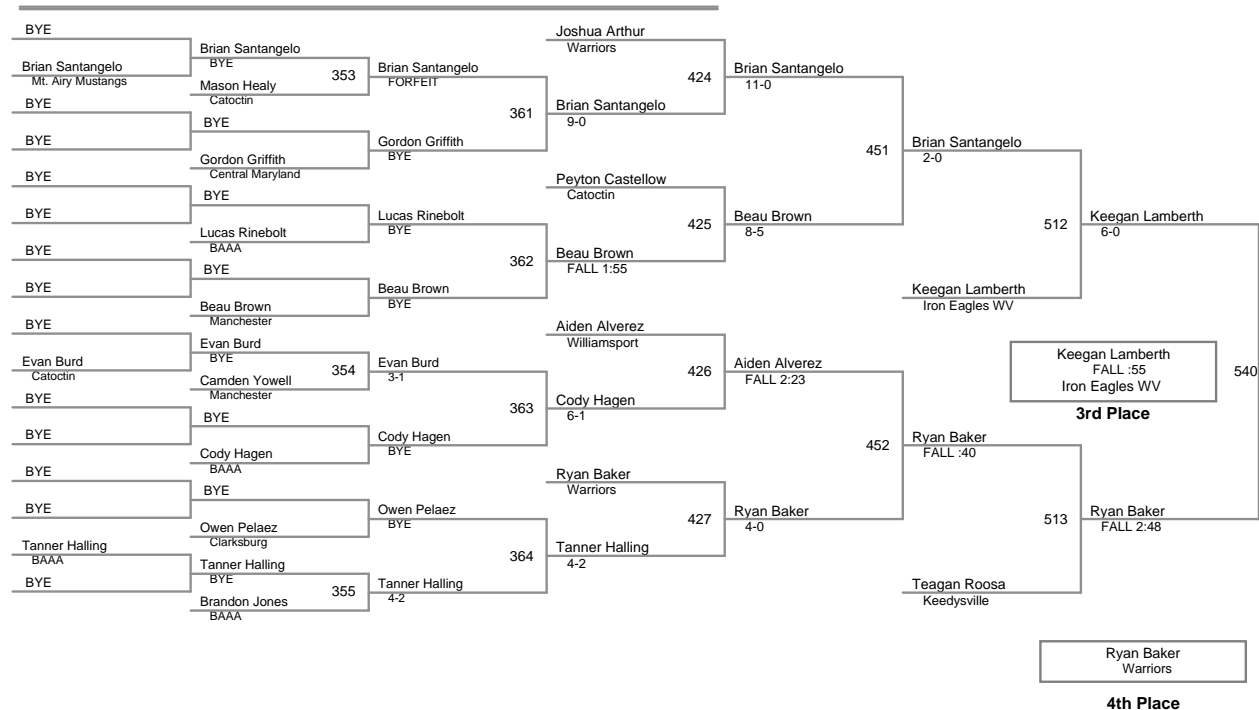 BYE
Brian Santangelo
Mt. Airy Mustangs
BYE
BYE
BYE
BYE
BYE
BYE
BYE
Evan Burd
Catoctin
BYE
BYE
BYE
BYE
Tanner Halling
BAAA
BYE
Brian Santangelo
BYE
353
Mason Healy
Catoctin
BYE
Gordon Griffith
Central Maryland
BYE
Lucas Rinebolt
BAAA
BYE
Beau Brown
Manchester
Evan Burd
BYE
354
Camden Yowell
Manchester
BYE
Cody Hagen
BAAA
BYE
Owen Pelaez
Clarksburg
Tanner Halling
BYE
355
Brandon Jones
BAAA
Brian Santangelo
FORFEIT
361
Gordon Griffith
BYE
Lucas Rinebolt
BYE
362
Beau Brown
BYE
Evan Burd
3-1
363
Cody Hagen
BYE
Owen Pelaez
BYE
364
Tanner Halling
4-2
Joshua Arthur
Warriors
424
Brian Santangelo
9-0
Peyton Castellow
Catoctin
425
Beau Brown
FALL 1:55
Aiden Alverez
Williamsport
426
Cody Hagen
6-1
Ryan Baker
Warriors
427
Tanner Halling
4-2
Brian Santangelo
11-0
451
Beau Brown
8-5
Aiden Alverez
FALL 2:23
452
Ryan Baker
4-0
Brian Santangelo
2-0
512
Keegan Lamberth
Iron Eagles WV
Ryan Baker
FALL :40
513
Teagan Roosa
Keedysville
Keegan Lamberth
6-0
540
Ryan Baker
FALL 2:48
Keegan Lamberth
FALL :55
Iron Eagles WV
3rd Place
Ryan Baker
Warriors
4th Place